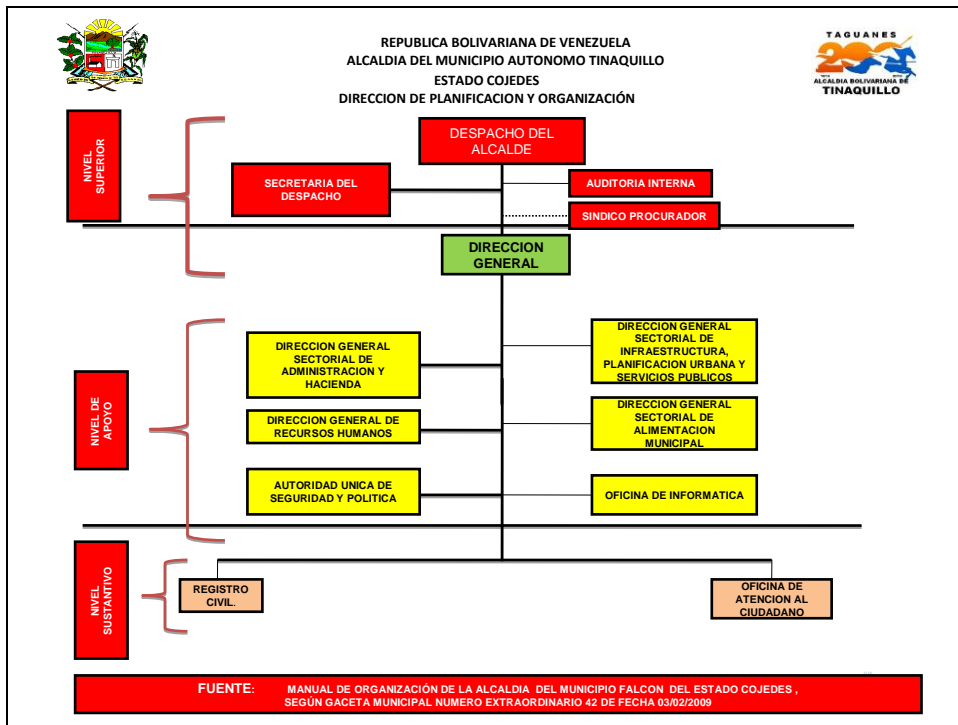 REPUBLICA BOLIVARIANA DE VENEZUELA
ALCALDIA DEL MUNICIPIO AUTONOMO TINAQUILLO
ESTADO COJEDES
DIRECCION DE PLANIFICACION Y ORGANIZACIÓN
TAGUANES
200
ALCALDIA BOLIVARIANA DE
TINAQUILLO
NIVEL
SUPERIOR
DESPACHO DEL
ALCALDE
SECRETARIA DEL
DESPACHO
AUDITORIA INTERNA
SINDICO PROCURADOR
DIRECCION
GENERAL
NIVEL DE
APOYO
DIRECCION GENERAL
SECTORIAL DE
ADMINISTRACION Y
HACIENDA
DIRECCION GENERAL
SECTORIAL DE
INFRAESTRUCTURA,
PLANIFICACION URBANA Y
SERVICIOS PUBLICOS
DIRECCION GENERAL DE
RECURSOS HUMANOS
DIRECCION GENERAL
SECTORIAL DE
ALIMENTACION
MUNICIPAL
AUTORIDAD UNICA DE
SEGURIDAD Y POLITICA
OFICINA DE INFORMATICA
NIVEL
SUSTANTIVO
REGISTRO
CIVIL.
OFICINA DE
ATENCION AL
CIUDADANO
FUENTE: MANUAL DE ORGANIZACIÓN DE LA ALCALDIA DEL MUNICIPIO FALCON DEL ESTADO COJEDES ,
SEGÚN GACETA MUNICIPAL NUMERO EXTRAORDINARIO 42 DE FECHA 03/02/2009